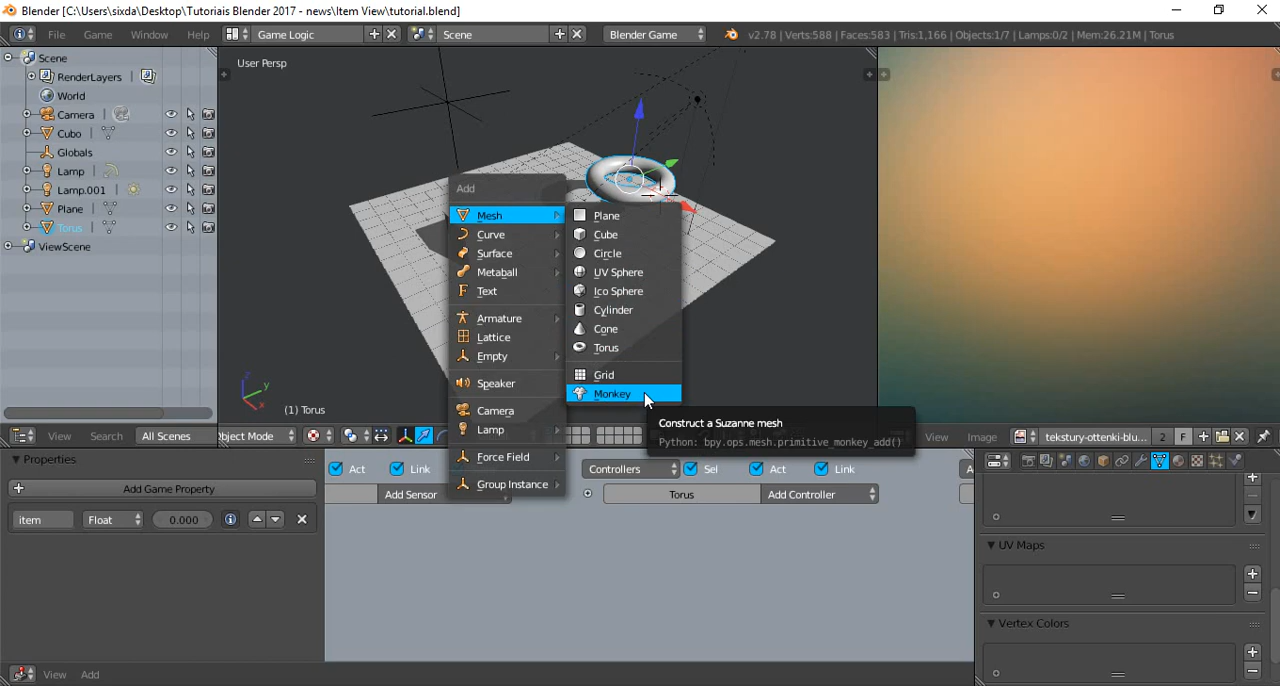 Blender [C:\Users\sixda\Desktop\Tutoriais Blender 2017 - news\Item View\tutorial.blend]
File Game Window Help Game Logic Scene Blender Game v2.78 | Verts:588 | Faces:583 | Tris:1,166 | Objects:1/7 | Lamps:0/2 | Mem:26.21M | Torus
Scene
RenderLayers
World
Camera
Cubo
Globals
Lamp
Lamp.001
Plane
Torus
ViewScene
View Search All Scenes
User Persp
(1) Torus
Add
Mesh
Curve
Surface
Metaball
Text
Armature
Lattice
Empty
Speaker
Camera
Lamp
Force Field
Group Instance
Plane
Cube
Circle
UV Sphere
Ico Sphere
Cylinder
Cone
Torus
Grid
Monkey
Construct a Suzanne mesh
Python: bpy.ops.mesh.primitive_monkey_add()
bject Mode
View Image tekstury-ottenki-blu... 2 F
Properties
Add Game Property
item Float 0.000
Act Link
Add Sensor
Controllers Sel Act Link
Torus Add Controller
A
UV Maps
Vertex Colors
View Add